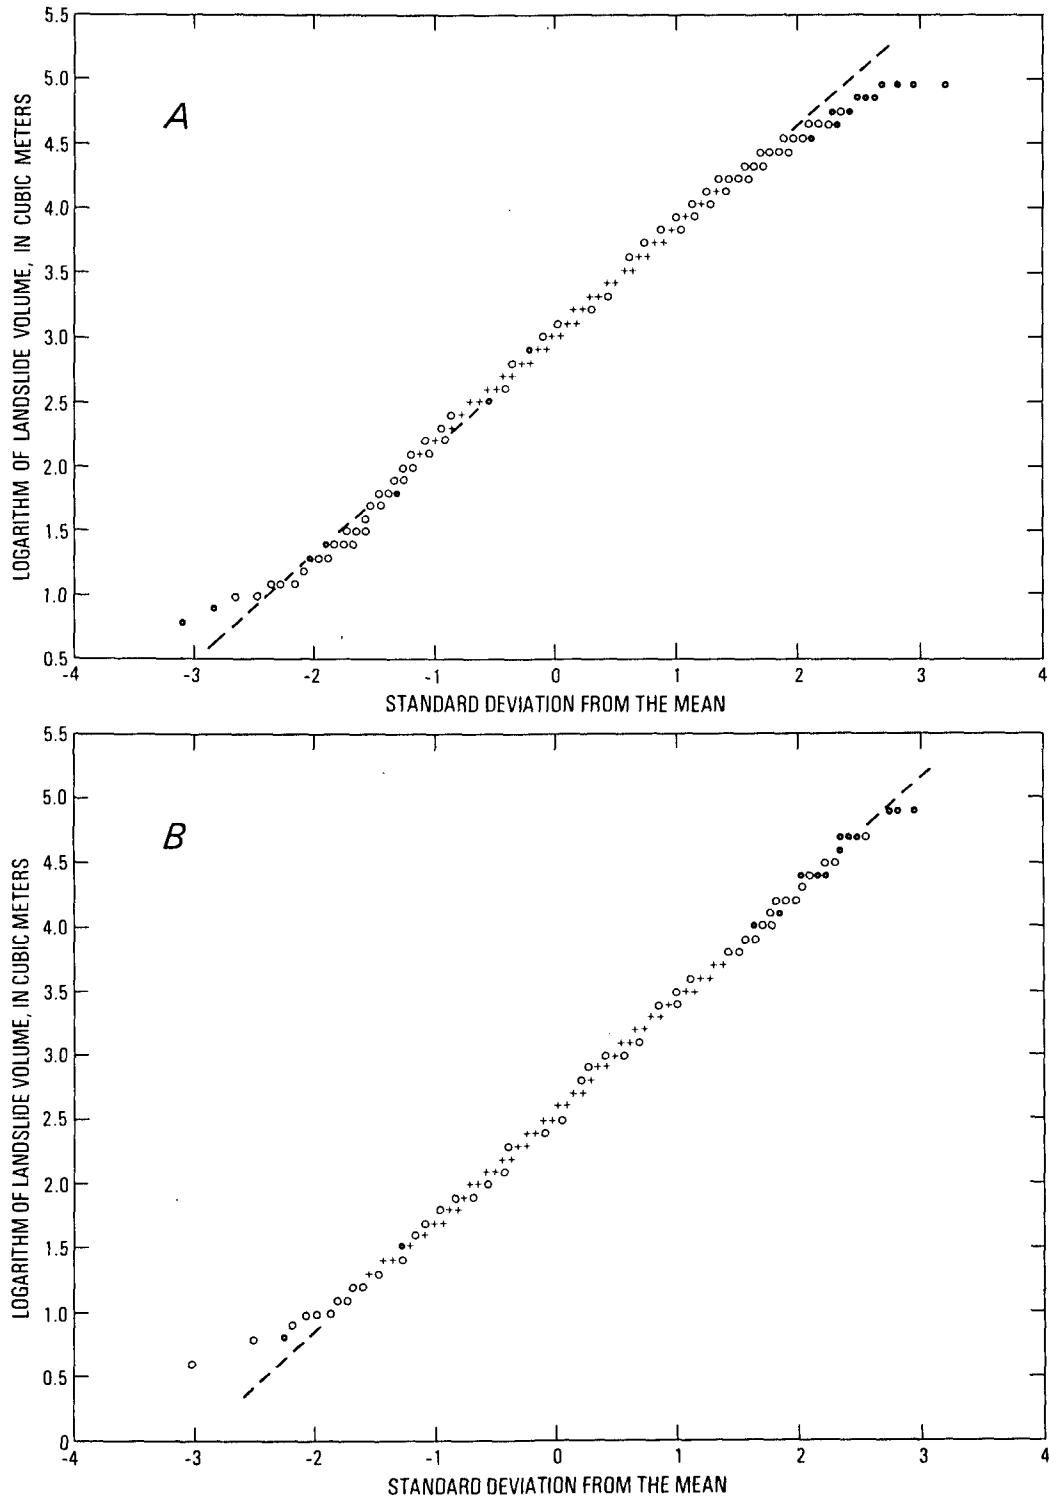 5.5
5.0
4.5
4.0
3.5
3.0
2.5
2.0
1.5
1.0
0.5
LOGARITHM OF LANDSLIDE VOLUME, IN CUBIC METERS
A
-4 -3 -2 -1 0 1 2 3 4
STANDARD DEVIATION FROM THE MEAN
5.5
5.0
4.5
4.0
3.5
3.0
2.5
2.0
1.5
1.0
0.5
0
LOGARITHM OF LANDSLIDE VOLUME, IN CUBIC METERS
B
-4 -3 -2 -1 0 1 2 3 4
STANDARD DEVIATION FROM THE MEAN